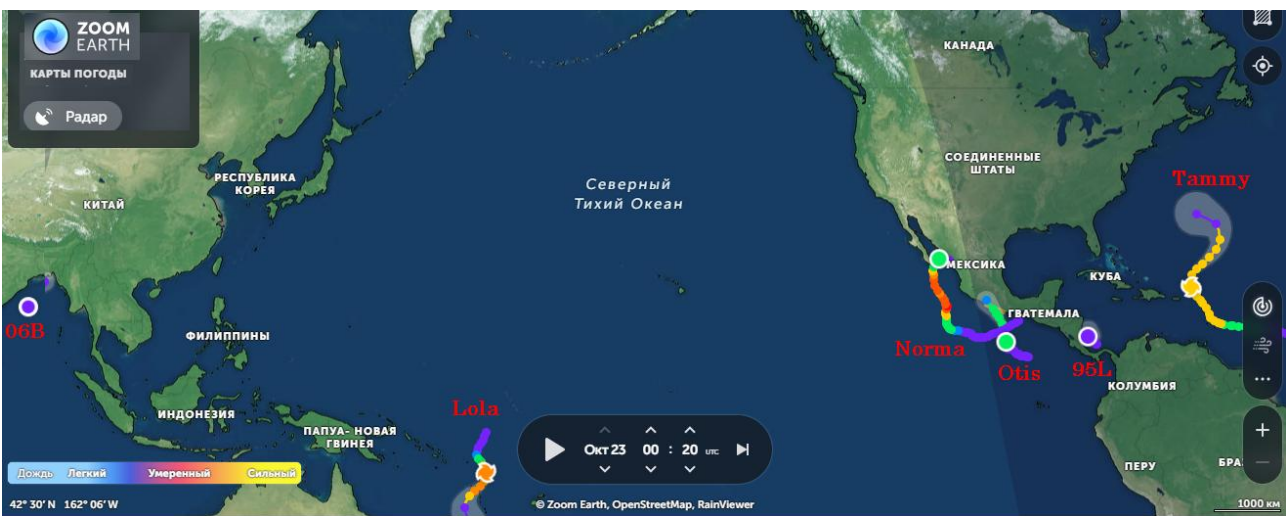 ZOOM
EARTH
КАРТЫ ПОГОДЫ
Радар
КАНАДА
СОЕДИНЕННЫЕ
ШТАТЫ
Tammy
РЕСПУБЛИКА
КОРЕЯ
КИТАЙ
Северный
Тихий Океан
МЕКСИКА
КУБА
06B
ФИЛИППИНЫ
ГВАТЕМАЛА
Norma
Otis
95L
КОЛУМБИЯ
ИНДОНЕЗИЯ
Lola
ПАПУА- НОВАЯ
ГВИНЕЯ
Окт 23 00 : 20 UTC
ПЕРУ
БРА
Дождь Легкий Умеренный Сильный
42° 30' N 162° 06' W
© Zoom Earth, OpenStreetMap, RainViewer
1000 км